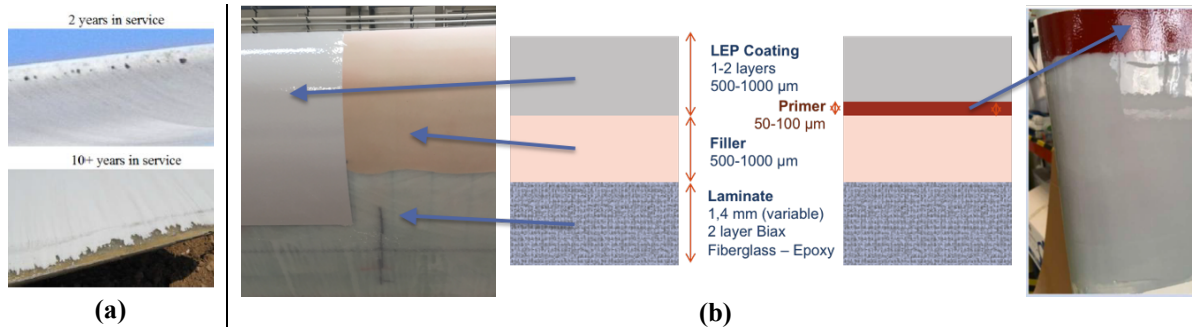 2 years in service
10+ years in service
(a)
LEP Coating
1-2 layers
500-1000 µm
Primer
50-100 µm
Filler
500-1000 µm
Laminate
1,4 mm (variable)
2 layer Biax
Fiberglass – Epoxy
(b)